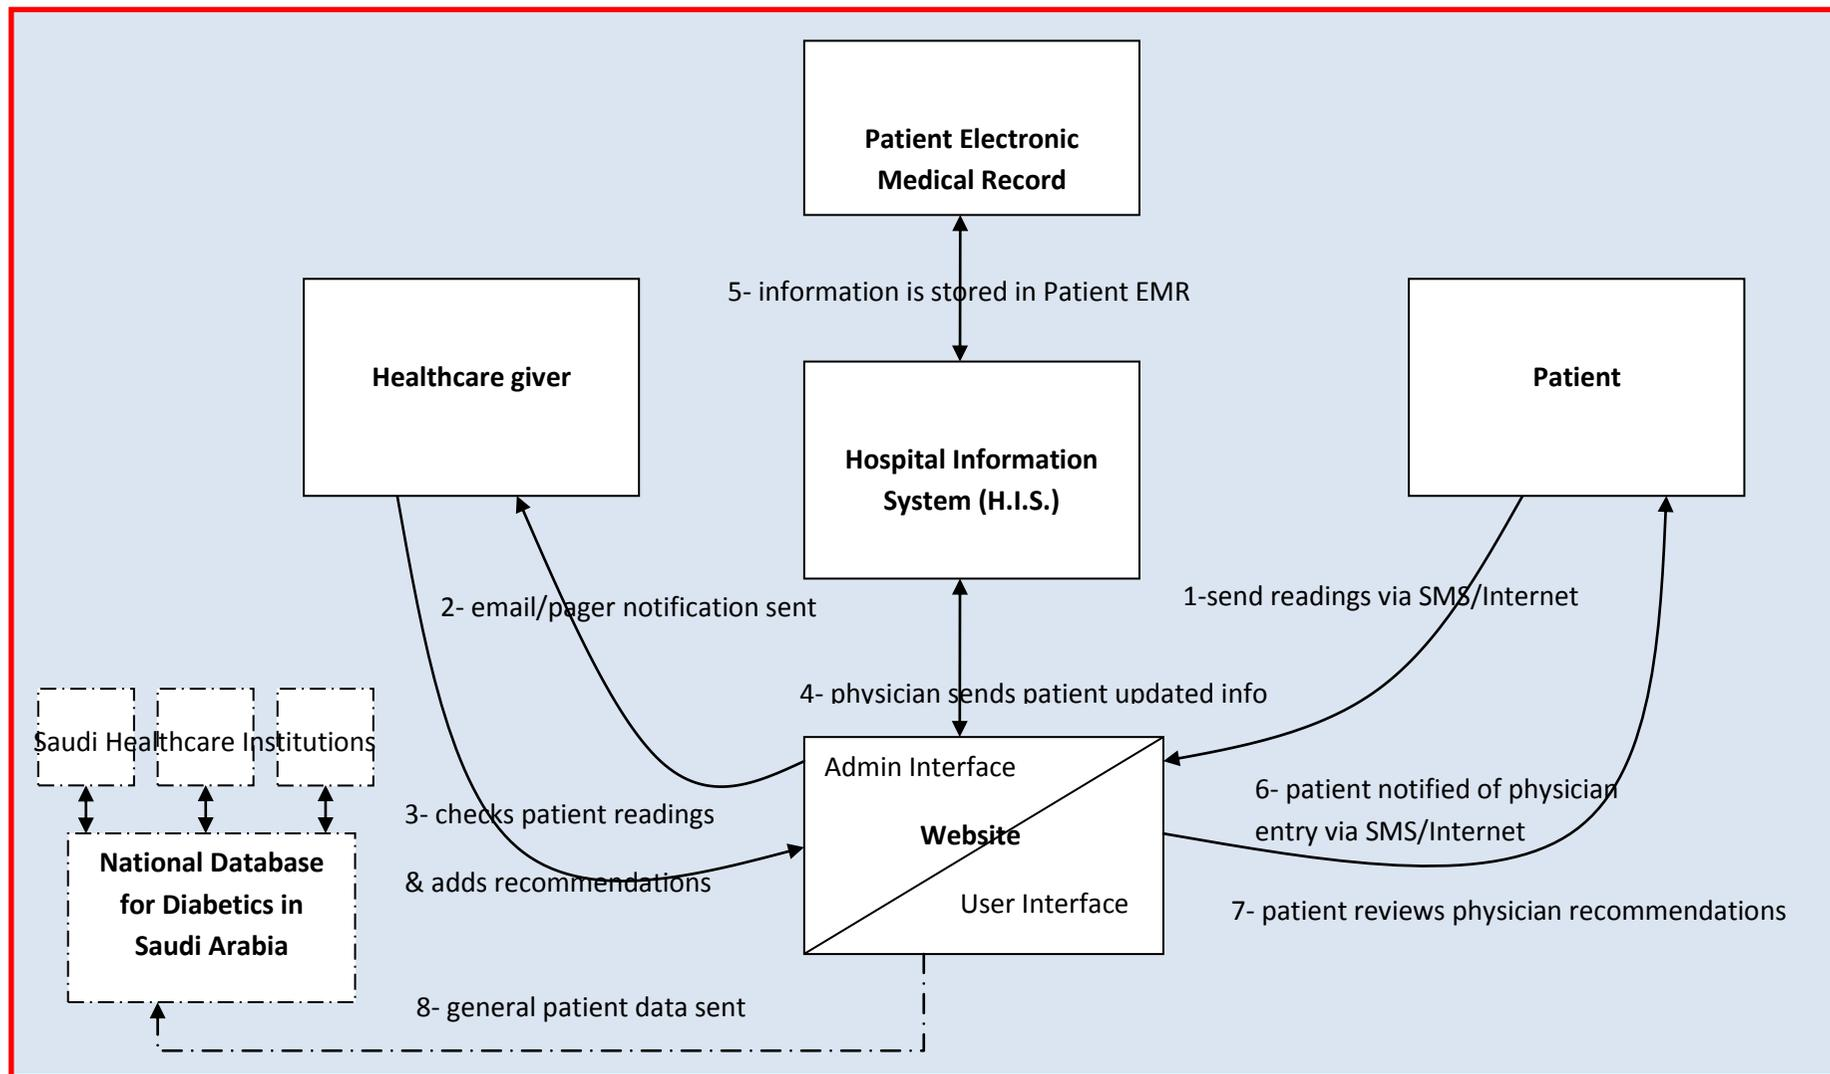 Patient Electronic
Medical Record
5- information is stored in Patient EMR
Healthcare giver
Patient
Hospital Information
System (H.I.S.)
2- email/pager notification sent
1-send readings via SMS/Internet
4- physician sends patient updated info
Saudi Healthcare Institutions
Admin Interface
Website
User Interface
3- checks patient readings
& adds recommendations
6- patient notified of physician
entry via SMS/Internet
7- patient reviews physician recommendations
National Database
for Diabetics in
Saudi Arabia
8- general patient data sent